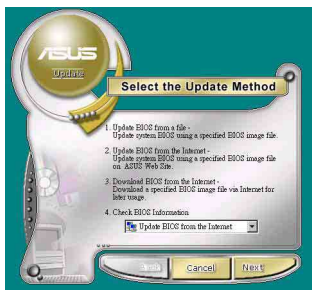 ASUS
Update
Select the Update Method
1. Update BIOS from a file -
Update system BIOS using a specified BIOS image file.
2. Update BIOS from the Internet -
Update system BIOS using a specified BIOS image file
on ASUS Web Site.
3. Download BIOS from the Internet -
Download a specified BIOS image file via Internet for
later usage.
4. Check BIOS Information
Update BIOS from the Internet
Cancel
Next